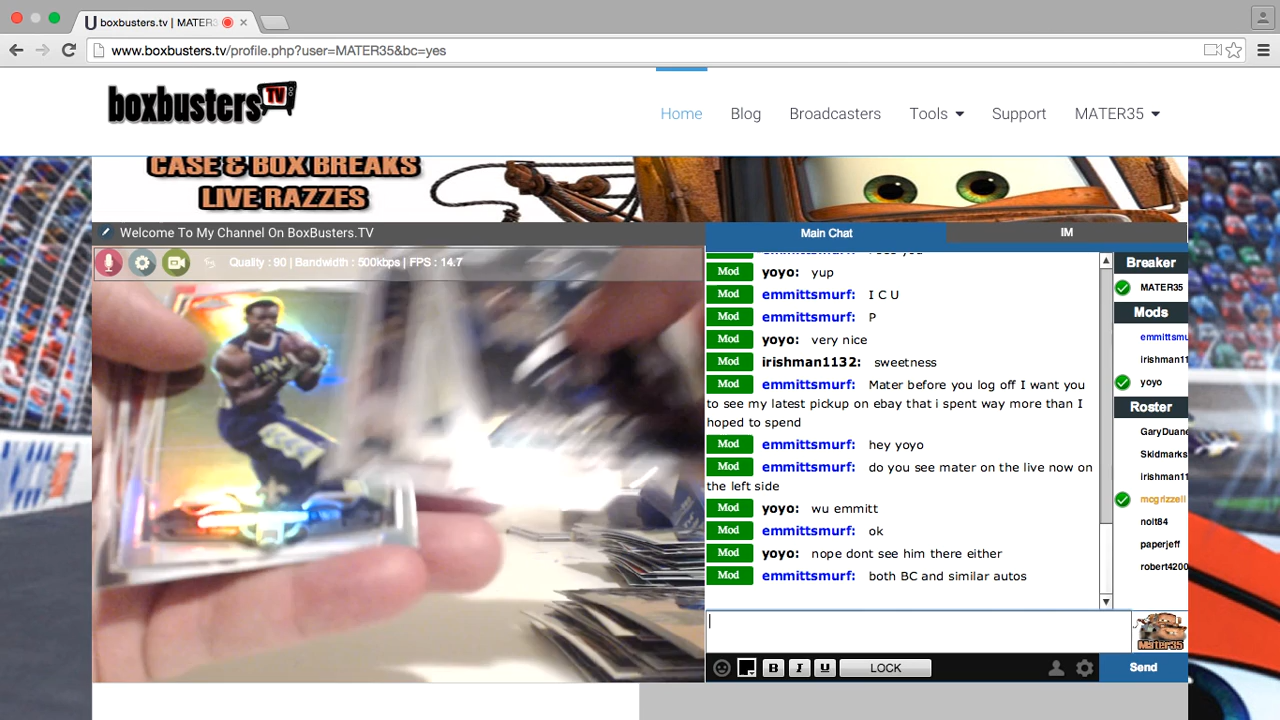 boxbusters.tv | MATER3
www.boxbusters.tv/profile.php?user=MATER35&bc=yes
boxbusters TV
Home Blog Broadcasters Tools Support MATER35
CASE & BOX BREAKS
LIVE RAZZES
Welcome To My Channel On BoxBusters.TV
Quality : 90 | Bandwidth : 500kbps | FPS : 14.7
Main Chat IM
Mod yoyo: yup
Mod emmittsmurf: I C U
Mod emmittsmurf: P
Mod yoyo: very nice
Mod irishman1132: sweetness
Mod emmittsmurf: Mater before you log off I want you
to see my latest pickup on ebay that i spent way more than I
hoped to spend
Mod emmittsmurf: hey yoyo
Mod emmittsmurf: do you see mater on the live now on
the left side
Mod yoyo: wu emmitt
Mod emmittsmurf: ok
Mod yoyo: nope dont see him there either
Mod emmittsmurf: both BC and similar autos
Breaker
MATER35
Mods
emmittsmu
irishman11
yoyo
Roster
GaryDuane
Skidmarks
irishman11
mcgrizzell
nolt84
paperjeff
robert4200
Mater35
B I U LOCK Send